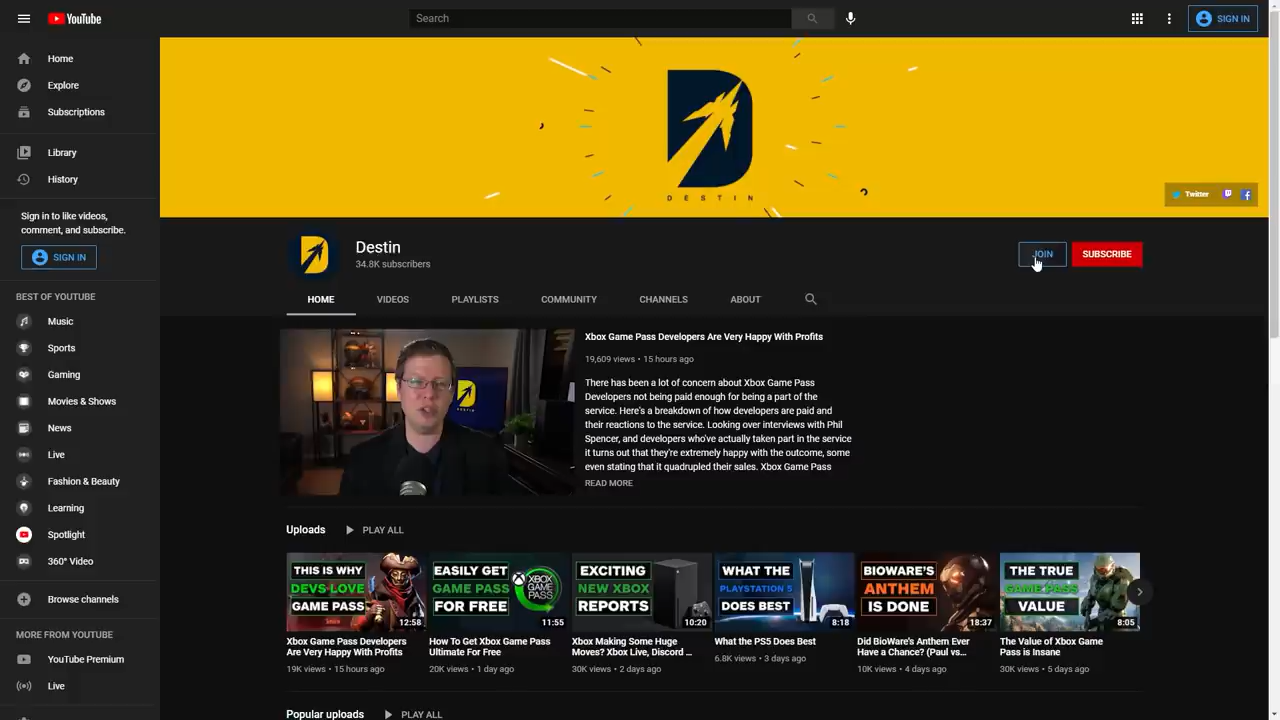 YouTube
Search
SIGN IN
Home
Explore
Subscriptions
Library
History
Sign in to like videos,
comment, and subscribe.
SIGN IN
BEST OF YOUTUBE
Music
Sports
Gaming
Movies & Shows
News
Live
Fashion & Beauty
Learning
Spotlight
360° Video
Browse channels
MORE FROM YOUTUBE
YouTube Premium
Live
DESTIN
Twitter
Destin
34.8K subscribers
JOIN
SUBSCRIBE
HOME
VIDEOS
PLAYLISTS
COMMUNITY
CHANNELS
ABOUT
DESTIN
Xbox Game Pass Developers Are Very Happy With Profits
19,609 views • 15 hours ago
There has been a lot of concern about Xbox Game Pass
Developers not being paid enough for being a part of the
service. Here's a breakdown of how developers are paid and
their reactions to the service. Looking over interviews with Phil
Spencer, and developers who've actually taken part in the service
it turns out that they're extremely happy with the outcome, some
even stating that it quadrupled their sales. Xbox Game Pass
READ MORE
Uploads
PLAY ALL
THIS IS WHY
DEVS LOVE
GAME PASS
12:58
Xbox Game Pass Developers
Are Very Happy With Profits
19K views • 15 hours ago
EASILY GET
GAME PASS
FOR FREE
XBOX
GAME
PASS
11:55
How To Get Xbox Game Pass
Ultimate For Free
20K views • 1 day ago
EXCITING
NEW XBOX
REPORTS
10:20
Xbox Making Some Huge
Moves? Xbox Live, Discord ...
30K views • 2 days ago
WHAT THE
PLAYSTATION 5
DOES BEST
8:18
What the PS5 Does Best
6.8K views • 3 days ago
BIOWARE'S
ANTHEM
IS DONE
18:37
Did BioWare's Anthem Ever
Have a Chance? (Paul vs...
10K views • 4 days ago
THE TRUE
GAME PASS
VALUE
8:05
The Value of Xbox Game
Pass is Insane
30K views • 5 days ago
Popular uploads
PLAY ALL